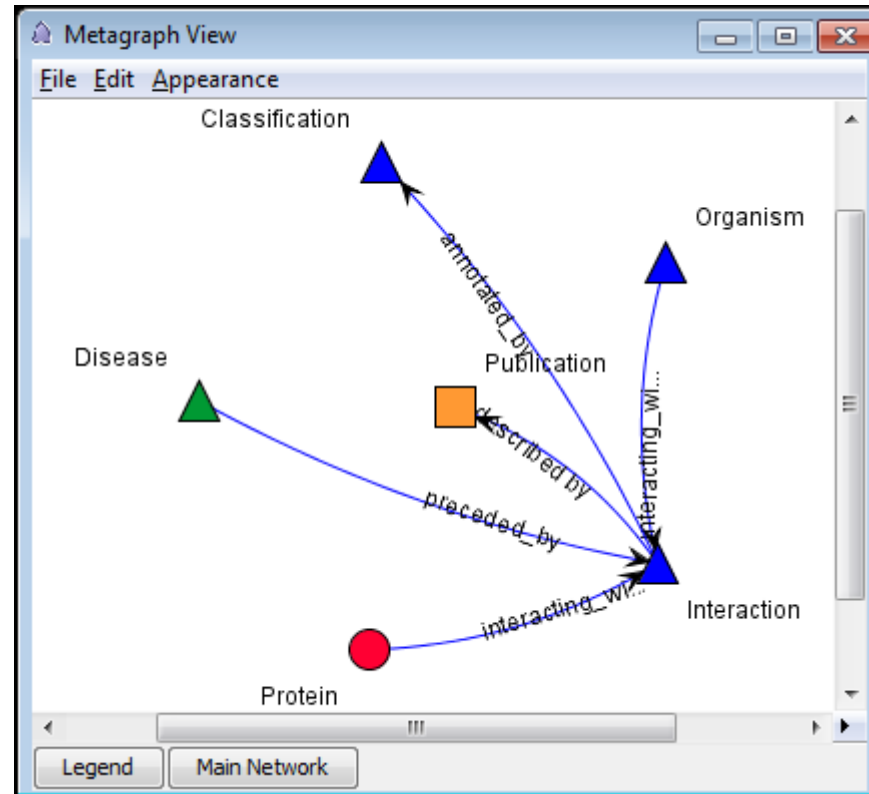 Metagraph View
File Edit Appearance
Classification
Organism
annotated_by
Disease
Publication
described by
interacting_wi...
preceded_by
interacting_wi...
Interaction
Protein
Legend Main Network